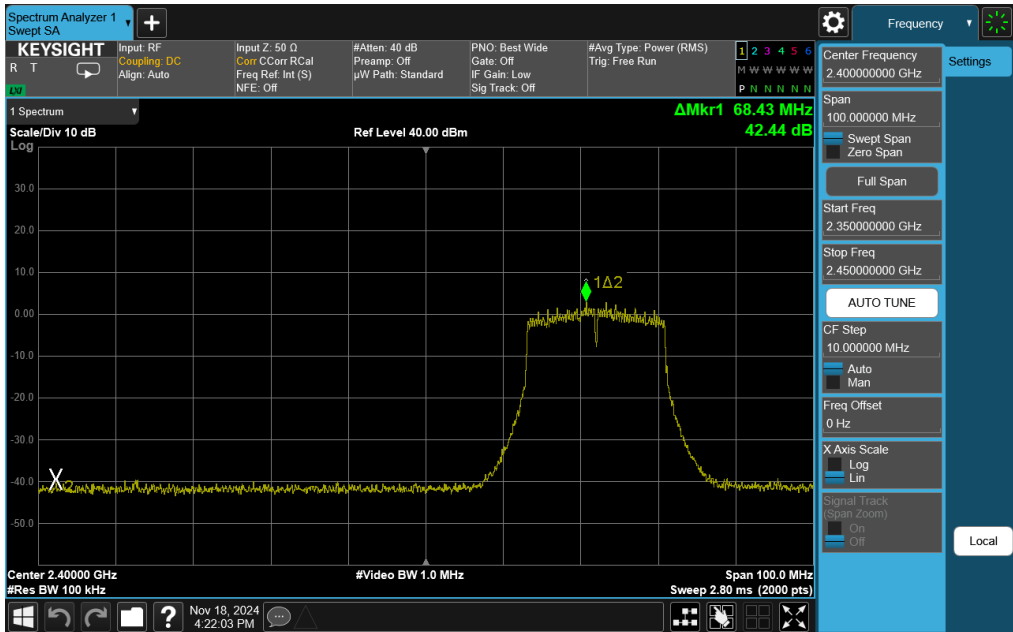 Spectrum Analyzer 1
Swept SA
KEYSIGHT
R T
LXI
Input: RF
Coupling: DC
Align: Auto
Input Z: 50 Ω
Corr CCorr RCal
Freq Ref: Int (S)
NFE: Off
#Atten: 40 dB
Preamp: Off
µW Path: Standard
PNO: Best Wide
Gate: Off
IF Gain: Low
Sig Track: Off
#Avg Type: Power (RMS)
Trig: Free Run
1 2 3 4 5 6
M W W W W W
P N N N N N
1 Spectrum
Scale/Div 10 dB
Log
Ref Level 40.00 dBm
ΔMkr1 68.43 MHz
42.44 dB
30.0
20.0
10.0
0.00
-10.0
-20.0
-30.0
-40.0
-50.0
1Δ2
X2
Center 2.40000 GHz
#Res BW 100 kHz
#Video BW 1.0 MHz
Span 100.0 MHz
Sweep 2.80 ms (2000 pts)
?
Nov 18, 2024
4:22:03 PM
Frequency
Settings
Center Frequency
2.400000000 GHz
Span
100.000000 MHz
Swept Span
Zero Span
Full Span
Start Freq
2.350000000 GHz
Stop Freq
2.450000000 GHz
AUTO TUNE
CF Step
10.000000 MHz
Auto
Man
Freq Offset
0 Hz
X Axis Scale
Log
Lin
Signal Track
(Span Zoom)
On
Off
Local